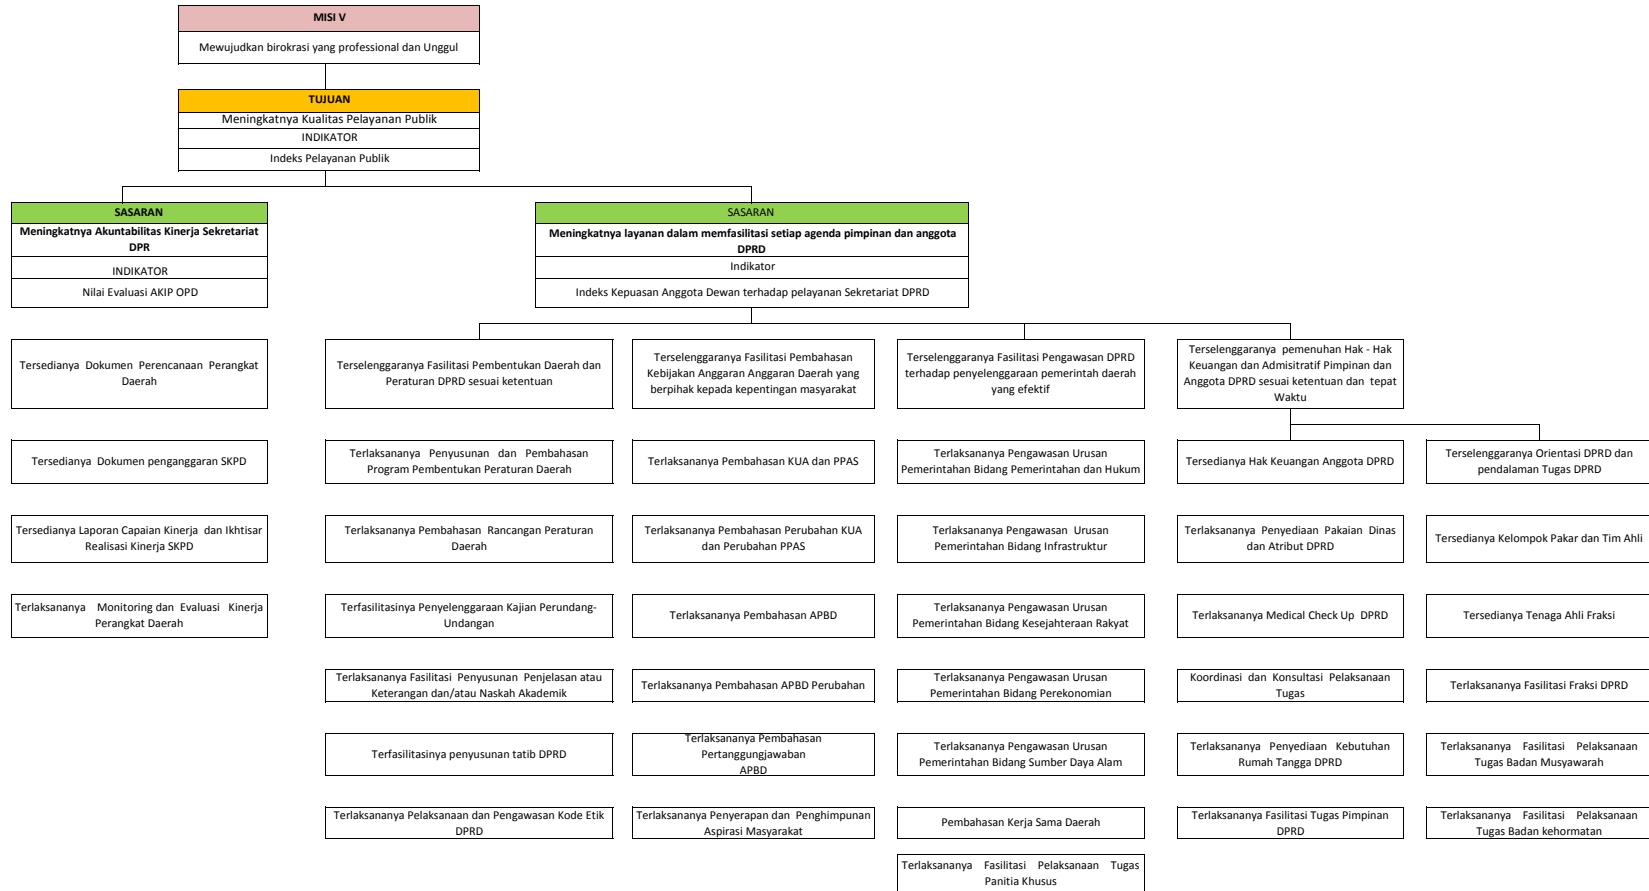 MISI V
Mewujudkan birokrasi yang professional dan Unggul
TUJUAN
Meningkatnya Kualitas Pelayanan Publik
INDIKATOR
Indeks Pelayanan Publik
SASARAN
Meningkatnya Akuntabilitas Kinerja Sekretariat
DPR
INDIKATOR
Nilai Evaluasi AKIP OPD
SASARAN
Meningkatnya layanan dalam memfasilitasi setiap agenda pimpinan dan anggota
DPRD
Indikator
Indeks Kepuasan Anggota Dewan terhadap pelayanan Sekretariat DPRD
Tersedianya Dokumen Perencanaan Perangkat
Daerah
Tersedianya Dokumen penganggaran SKPD
Tersedianya Laporan Capaian Kinerja dan Ikhtisar
Realisasi Kinerja SKPD
Terlaksananya Monitoring dan Evaluasi Kinerja
Perangkat Daerah
Terselenggaranya Fasilitasi Pembentukan Daerah dan
Peraturan DPRD sesuai ketentuan
Terlaksananya Penyusunan dan Pembahasan
Program Pembentukan Peraturan Daerah
Terlaksananya Pembahasan Rancangan Peraturan
Daerah
Terfasilitasinya Penyelenggaraan Kajian Perundang-
Undangan
Terlaksananya Fasilitasi Penyusunan Penjelasan atau
Keterangan dan/atau Naskah Akademik
Terfasilitasinya penyusunan tatib DPRD
Terlaksananya Pelaksanaan dan Pengawasan Kode Etik
DPRD
Terselenggaranya Fasilitasi Pembahasan
Kebijakan Anggaran Anggaran Daerah yang
berpihak kepada kepentingan masyarakat
Terlaksananya Pembahasan KUA dan PPAS
Terlaksananya Pembahasan Perubahan KUA
dan Perubahan PPAS
Terlaksananya Pembahasan APBD
Terlaksananya Pembahasan APBD Perubahan
Terlaksananya Pembahasan
Pertanggungjawaban
APBD
Terlaksananya Penyerapan dan Penghimpunan
Aspirasi Masyarakat
Terselenggaranya Fasilitasi Pengawasan DPRD
terhadap penyelenggaraan pemerintah daerah
yang efektif
Terlaksananya Pengawasan Urusan
Pemerintahan Bidang Pemerintahan dan Hukum
Terlaksananya Pengawasan Urusan
Pemerintahan Bidang Infrastruktur
Terlaksananya Pengawasan Urusan
Pemerintahan Bidang Kesejahteraan Rakyat
Terlaksananya Pengawasan Urusan
Pemerintahan Bidang Perekonomian
Terlaksananya Pengawasan Urusan
Pemerintahan Bidang Sumber Daya Alam
Pembahasan Kerja Sama Daerah
Terlaksananya Fasilitasi Pelaksanaan Tugas
Panitia Khusus
Terselenggaranya pemenuhan Hak - Hak
Keuangan dan Admisitratif Pimpinan dan
Anggota DPRD sesuai ketentuan dan tepat
Waktu
Tersedianya Hak Keuangan Anggota DPRD
Terlaksananya Penyediaan Pakaian Dinas
dan Atribut DPRD
Terlaksananya Medical Check Up DPRD
Koordinasi dan Konsultasi Pelaksanaan
Tugas
Terlaksananya Penyediaan Kebutuhan
Rumah Tangga DPRD
Terlaksananya Fasilitasi Tugas Pimpinan
DPRD
Terselenggaranya Orientasi DPRD dan
pendalaman Tugas DPRD
Tersedianya Kelompok Pakar dan Tim Ahli
Tersedianya Tenaga Ahli Fraksi
Terlaksananya Fasilitasi Fraksi DPRD
Terlaksananya Fasilitasi Pelaksanaan
Tugas Badan Musyawarah
Terlaksananya Fasilitasi Pelaksanaan
Tugas Badan kehormatan